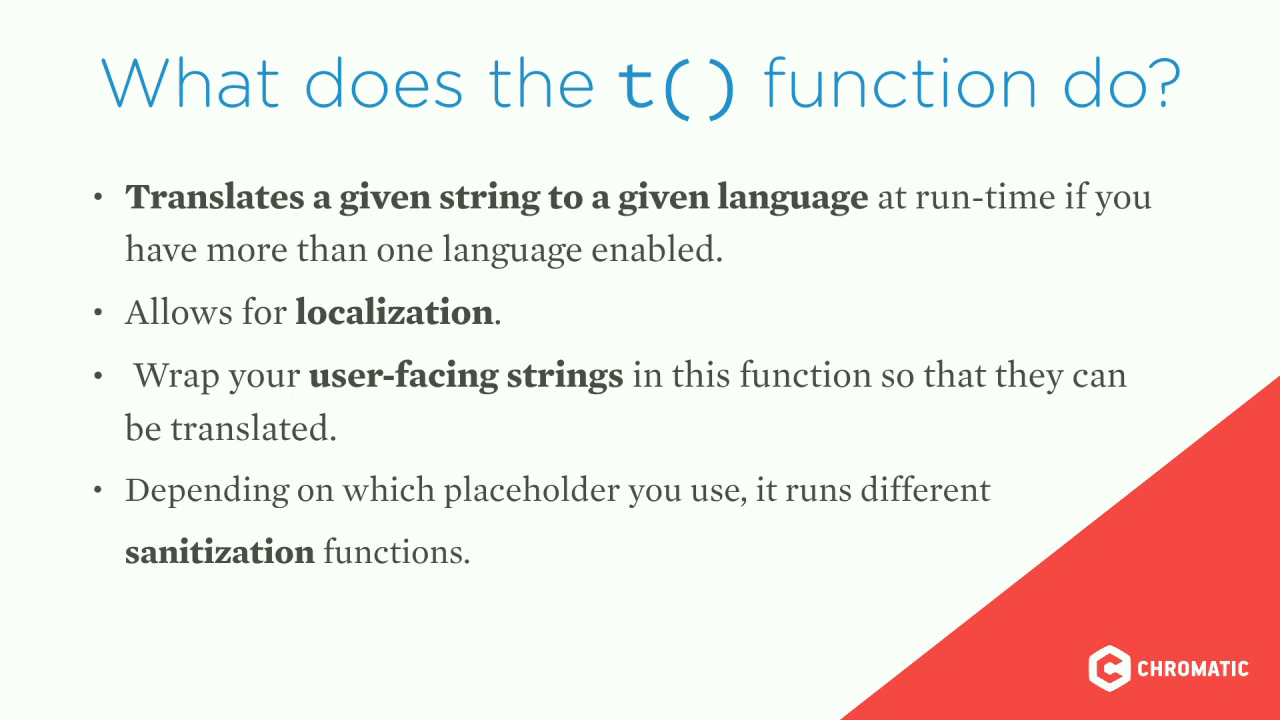 What does the t() function do?
• Translates a given string to a given language at run-time if you
have more than one language enabled.
• Allows for localization.
• Wrap your user-facing strings in this function so that they can
be translated.
• Depending on which placeholder you use, it runs different
sanitization functions.
CHROMATIC